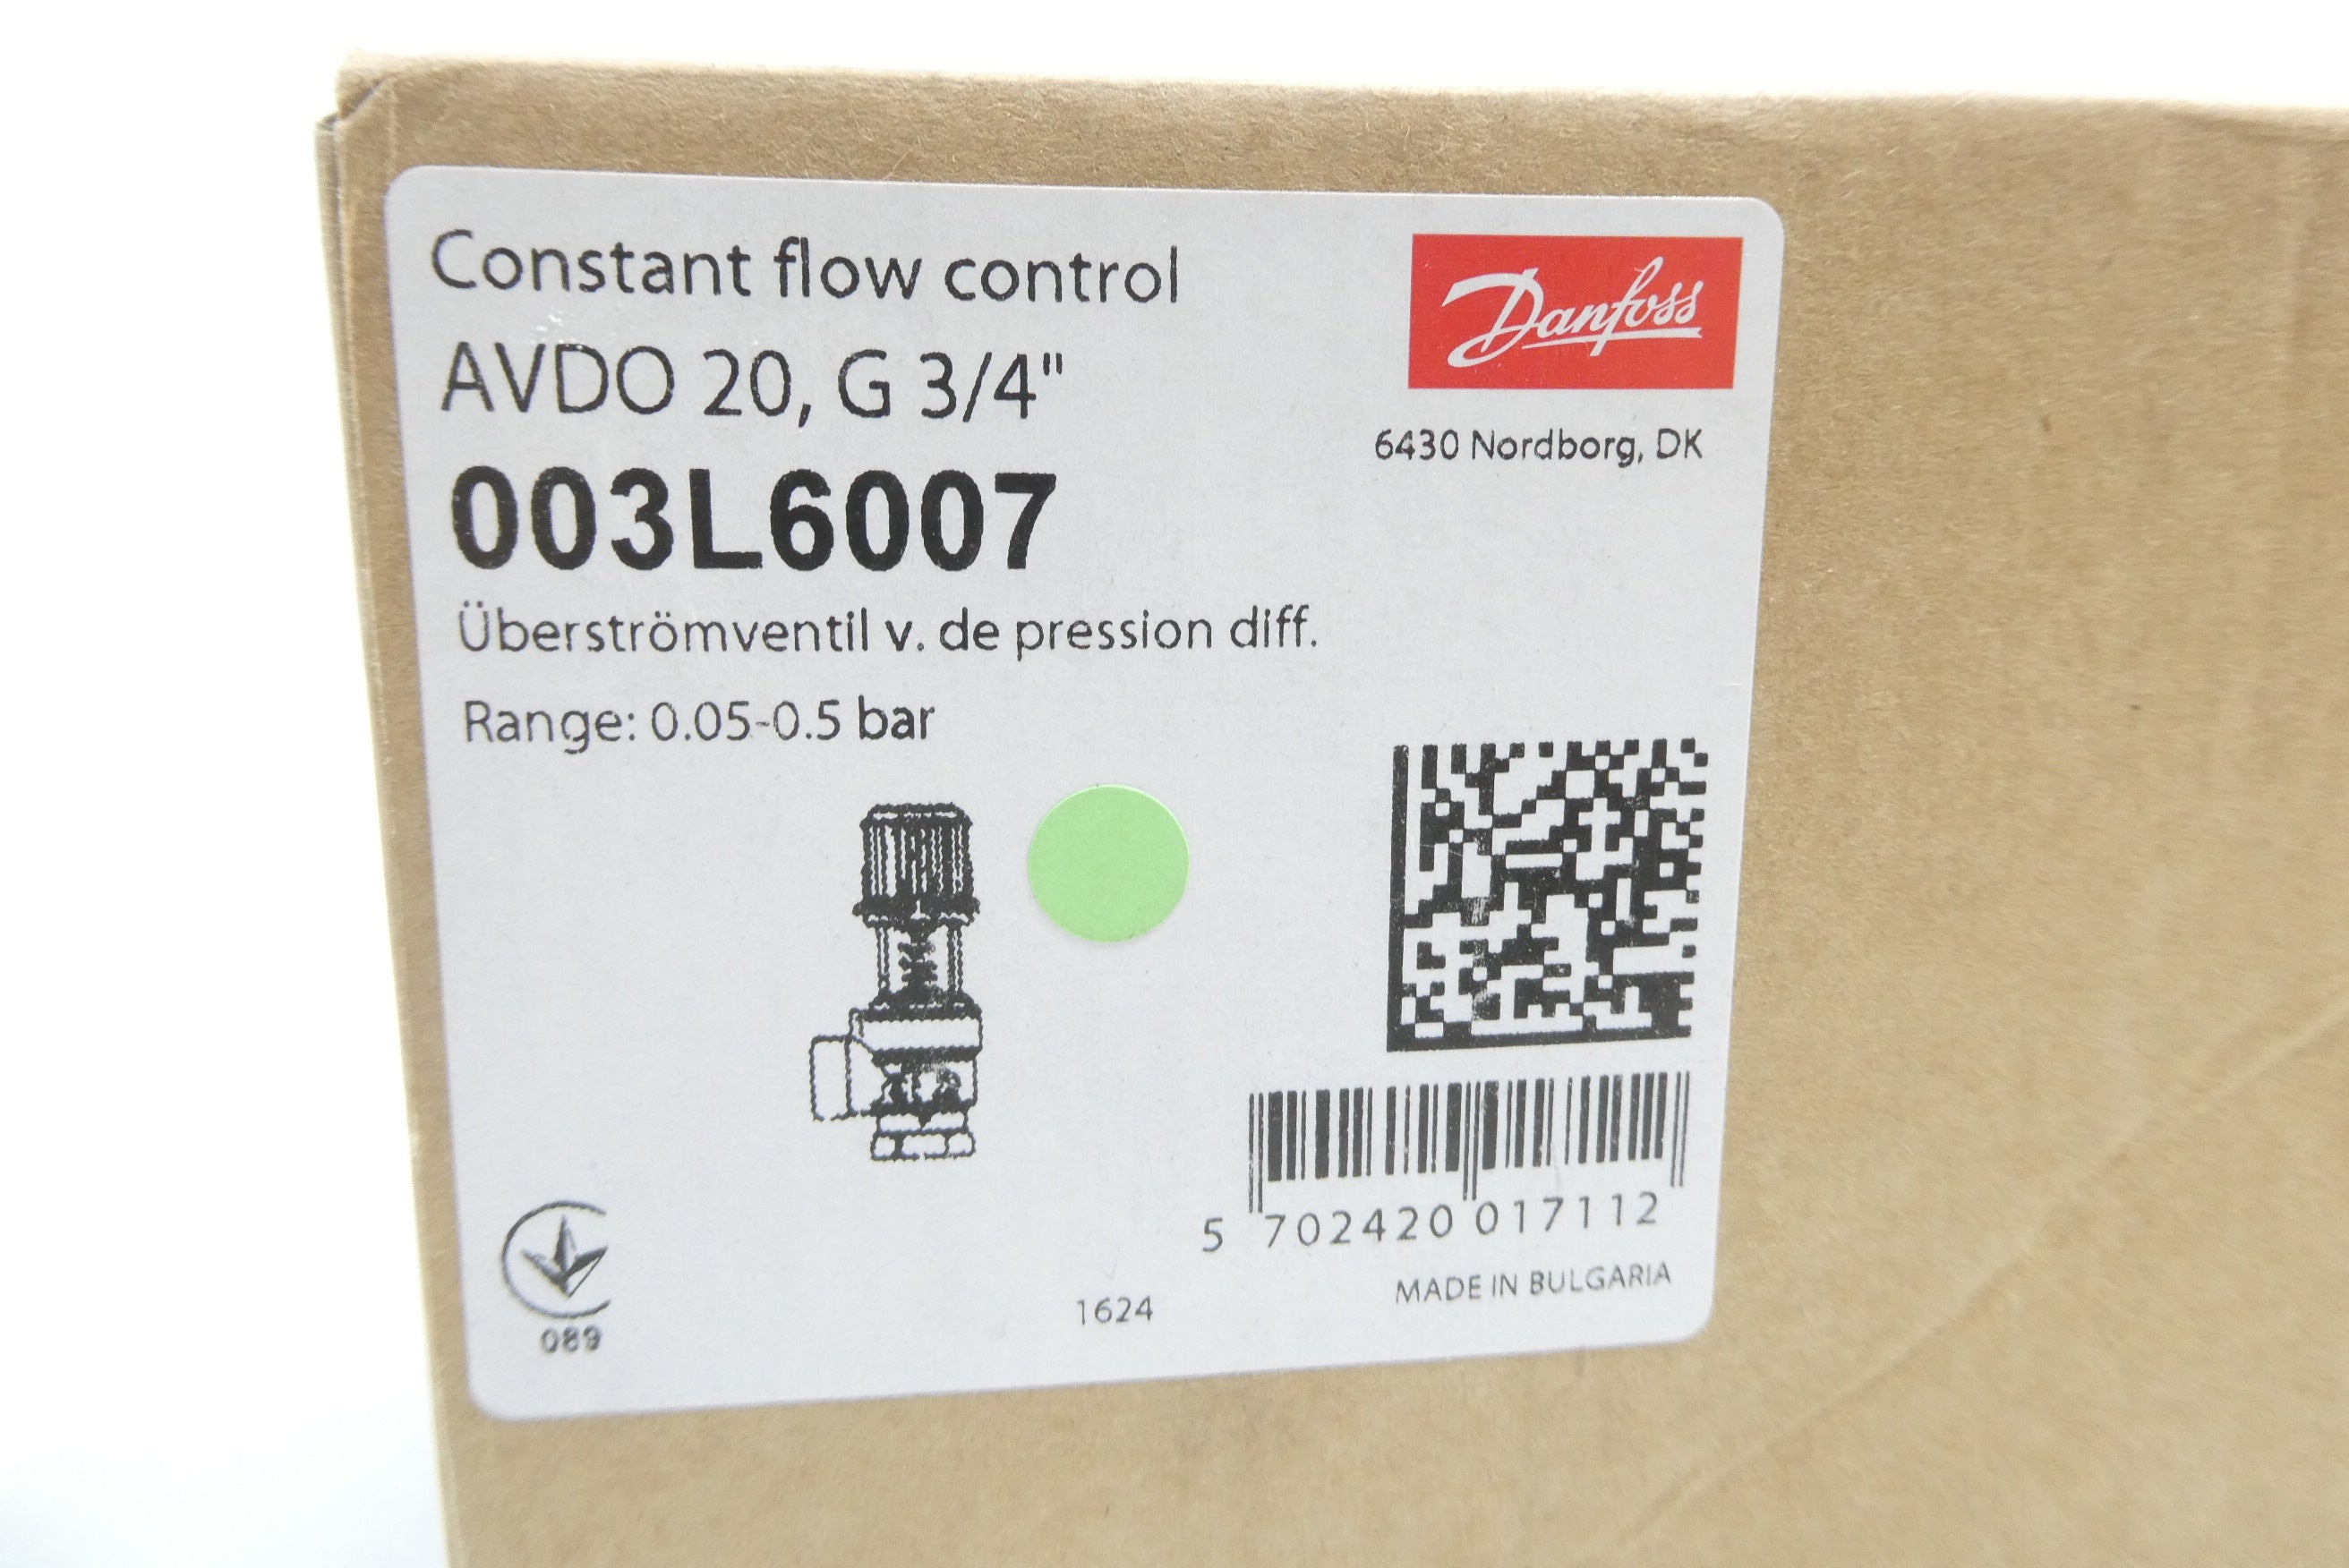 Constant flow control
AVDO 20, G 3/4"
003L6007
Überströmventil v. de pression diff.
Range: 0.05-0.5 bar
Danfoss
6430 Nordborg, DK
5 702420 017112
MADE IN BULGARIA
1624
089